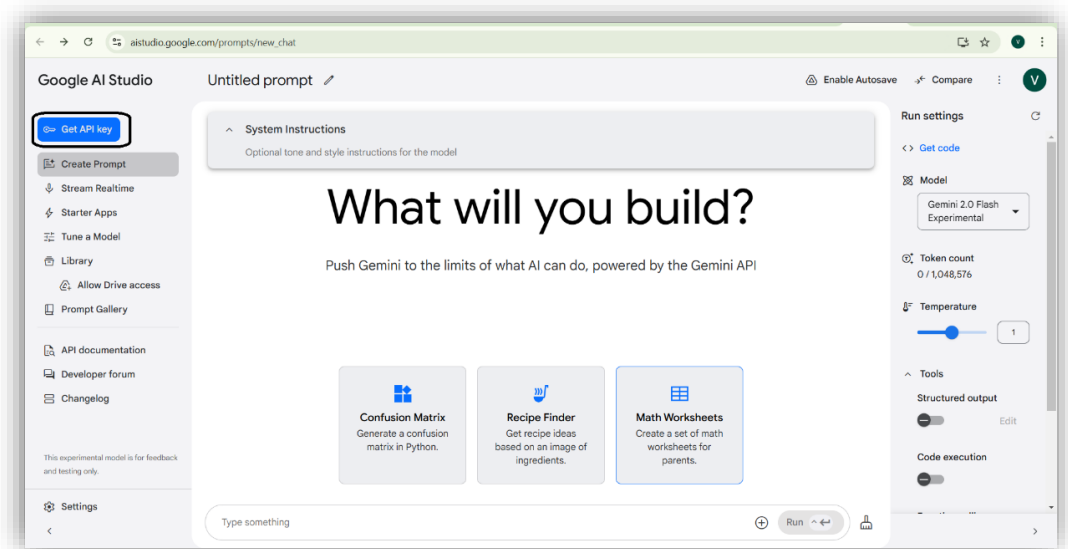 aistudio.google.com/prompts/new_chat
V
Google AI Studio
Untitled prompt
Enable Autosave
Compare
V
Get API key
Create Prompt
Stream Realtime
Starter Apps
Tune a Model
Library
Allow Drive access
Prompt Gallery
API documentation
Developer forum
Changelog
This experimental model is for feedback
and testing only.
Settings
System Instructions
Optional tone and style instructions for the model
What will you build?
Push Gemini to the limits of what AI can do, powered by the Gemini API
Confusion Matrix
Generate a confusion
matrix in Python.
Recipe Finder
Get recipe ideas
based on an image of
ingredients.
Math Worksheets
Create a set of math
worksheets for
parents.
Type something
Run
Run settings
Get code
Model
Gemini 2.0 Flash
Experimental
Token count
0 / 1,048,576
Temperature
1
Tools
Structured output
Edit
Code execution